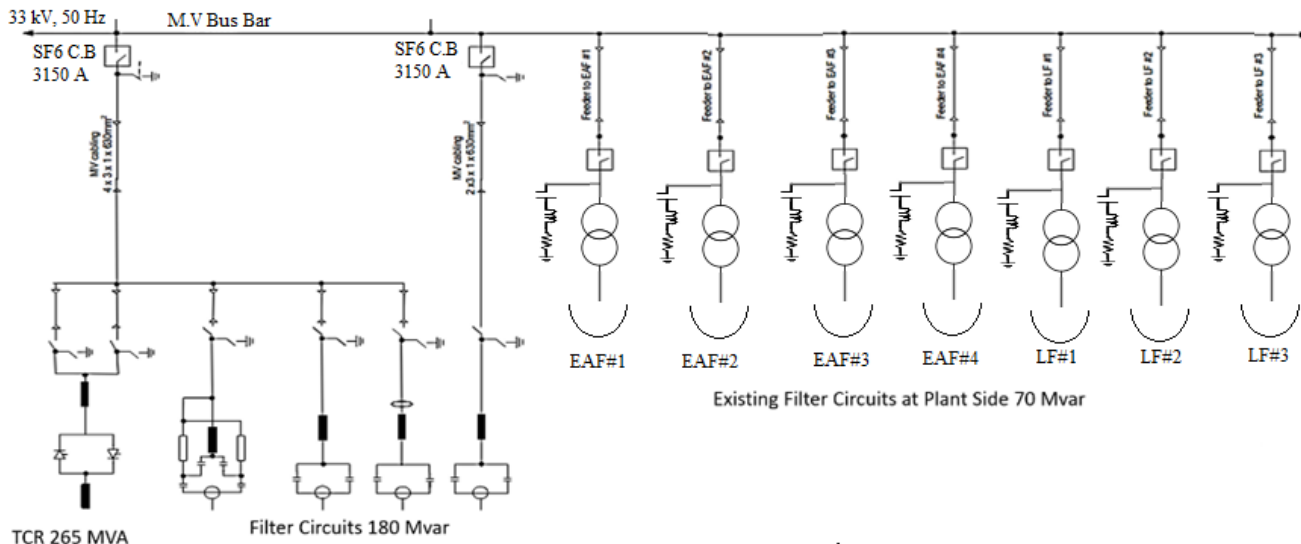 33 kV, 50 Hz
M.V Bus Bar
SF6 C.B
3150 A
SF6 C.B
3150 A
MV cabling
4 x 3 x 1 x 630mm²
MV cabling
2x3 x 1 x 630mm²
Feeder to EAF #1
Feeder to EAF#2
Feeder to EAF #3
Feeder to EAF #4
Feeder to LF #1
Feeder to LF #2
Feeder to LF #3
EAF#1
EAF#2
EAF#3
EAF#4
LF#1
LF#2
LF#3
Existing Filter Circuits at Plant Side 70 Mvar
TCR 265 MVA
Filter Circuits 180 Mvar